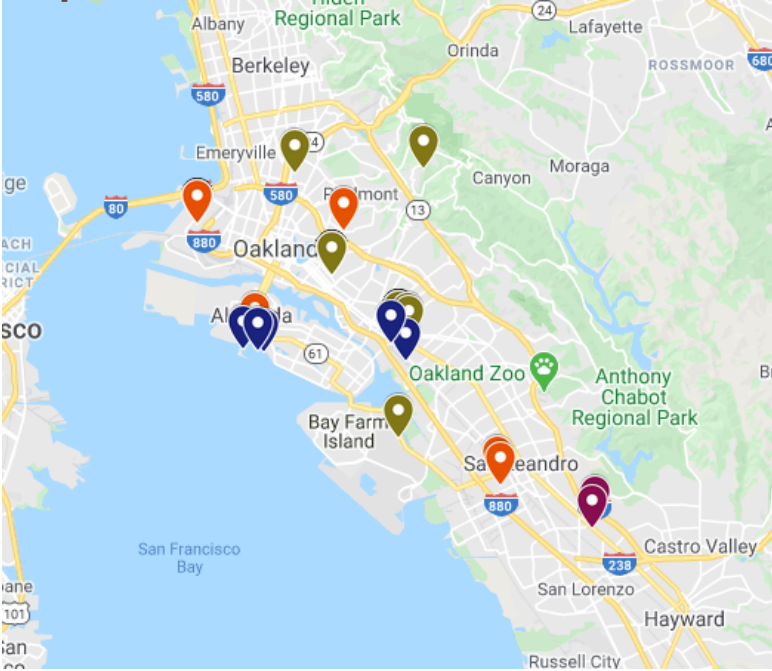 Albany
Regional Park
24
Lafayette
Orinda
ROSSMOOR
680
Berkeley
580
Emeryville
Moraga
Canyon
80
580
13
880
Oakland
sco
61
Oakland Zoo
Anthony
Chabot
Regional Park
Bay Farm
Island
880
San Francisco
Bay
Castro Valley
238
San Lorenzo
Hayward
101
Russell City